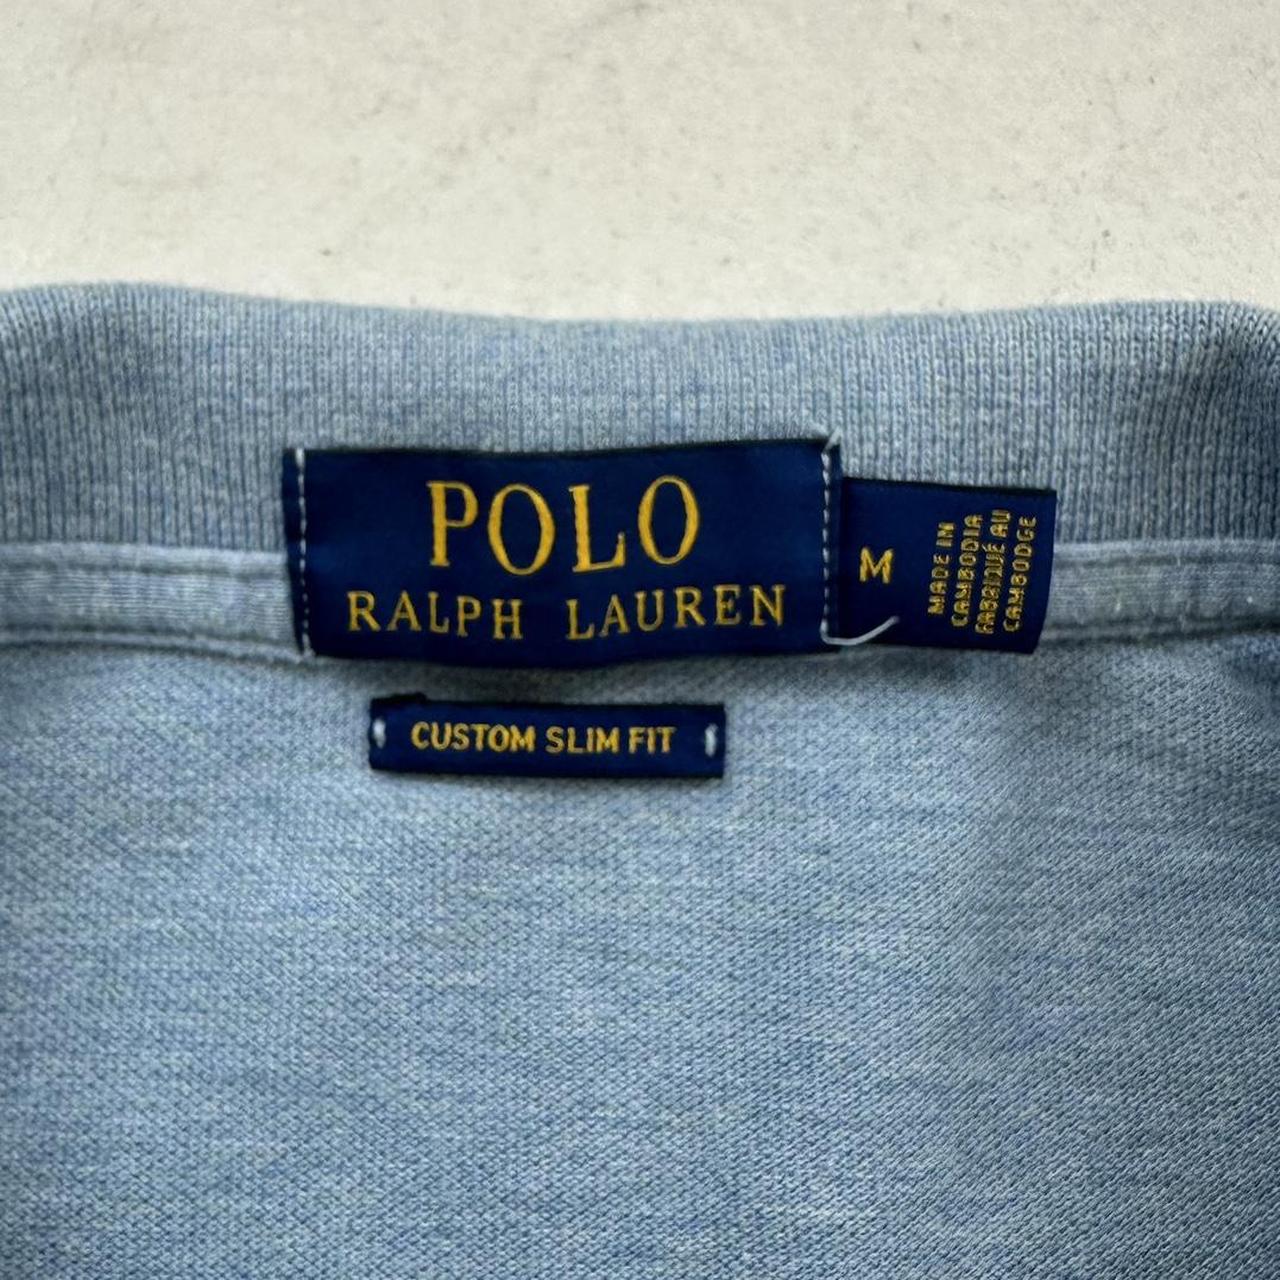 POLO
RALPH LAUREN
M
MADE IN
CAMBODIA
FABRIQUÉ AU
CAMBODGE
CUSTOM SLIM FIT